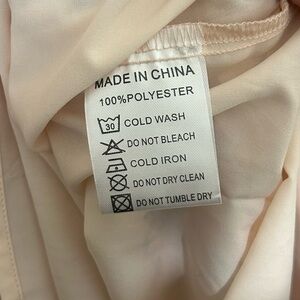 MADE IN CHINA
100%POLYESTER
30 COLD WASH
DO NOT BLEACH
COLD IRON
DO NOT DRY CLEAN
DO NOT TUMBLE DRY